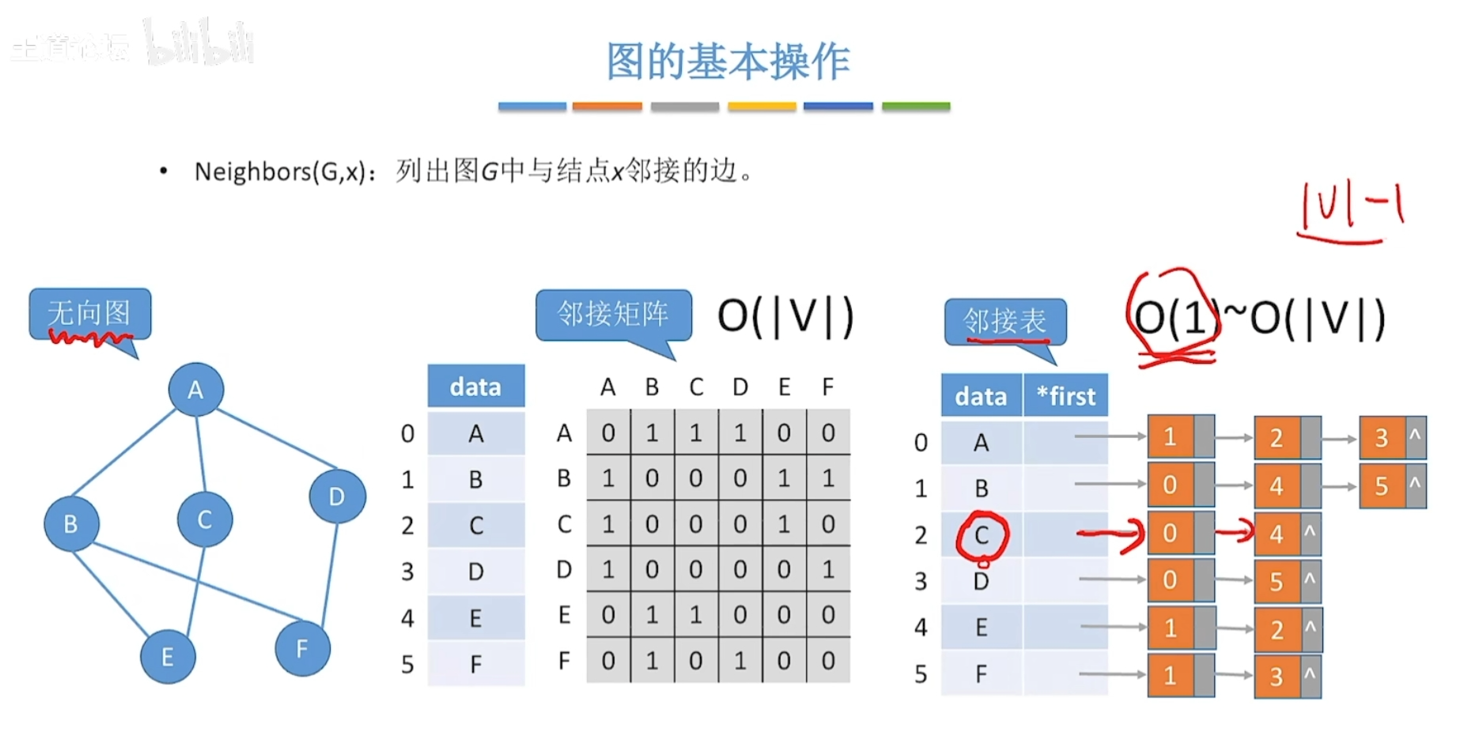 王道论坛 bilibili
图的基本操作
• Neighbors(G,x)：列出图G中与结点x邻接的边。
|V|-1
无向图
邻接矩阵 O(|V|)
邻接表 O(1)~O(|V|)
A
B
C
D
E
F
data
0 A
1 B
2 C
3 D
4 E
5 F
A B C D E F
A 0 1 1 1 0 0
B 1 0 0 0 1 1
C 1 0 0 0 1 0
D 1 0 0 0 0 1
E 0 1 1 0 0 0
F 0 1 0 1 0 0
data *first
0 A 1 2 3 ^
1 B 0 4 5 ^
2 C 0 4 ^
3 D 0 5 ^
4 E 1 2 ^
5 F 1 3 ^